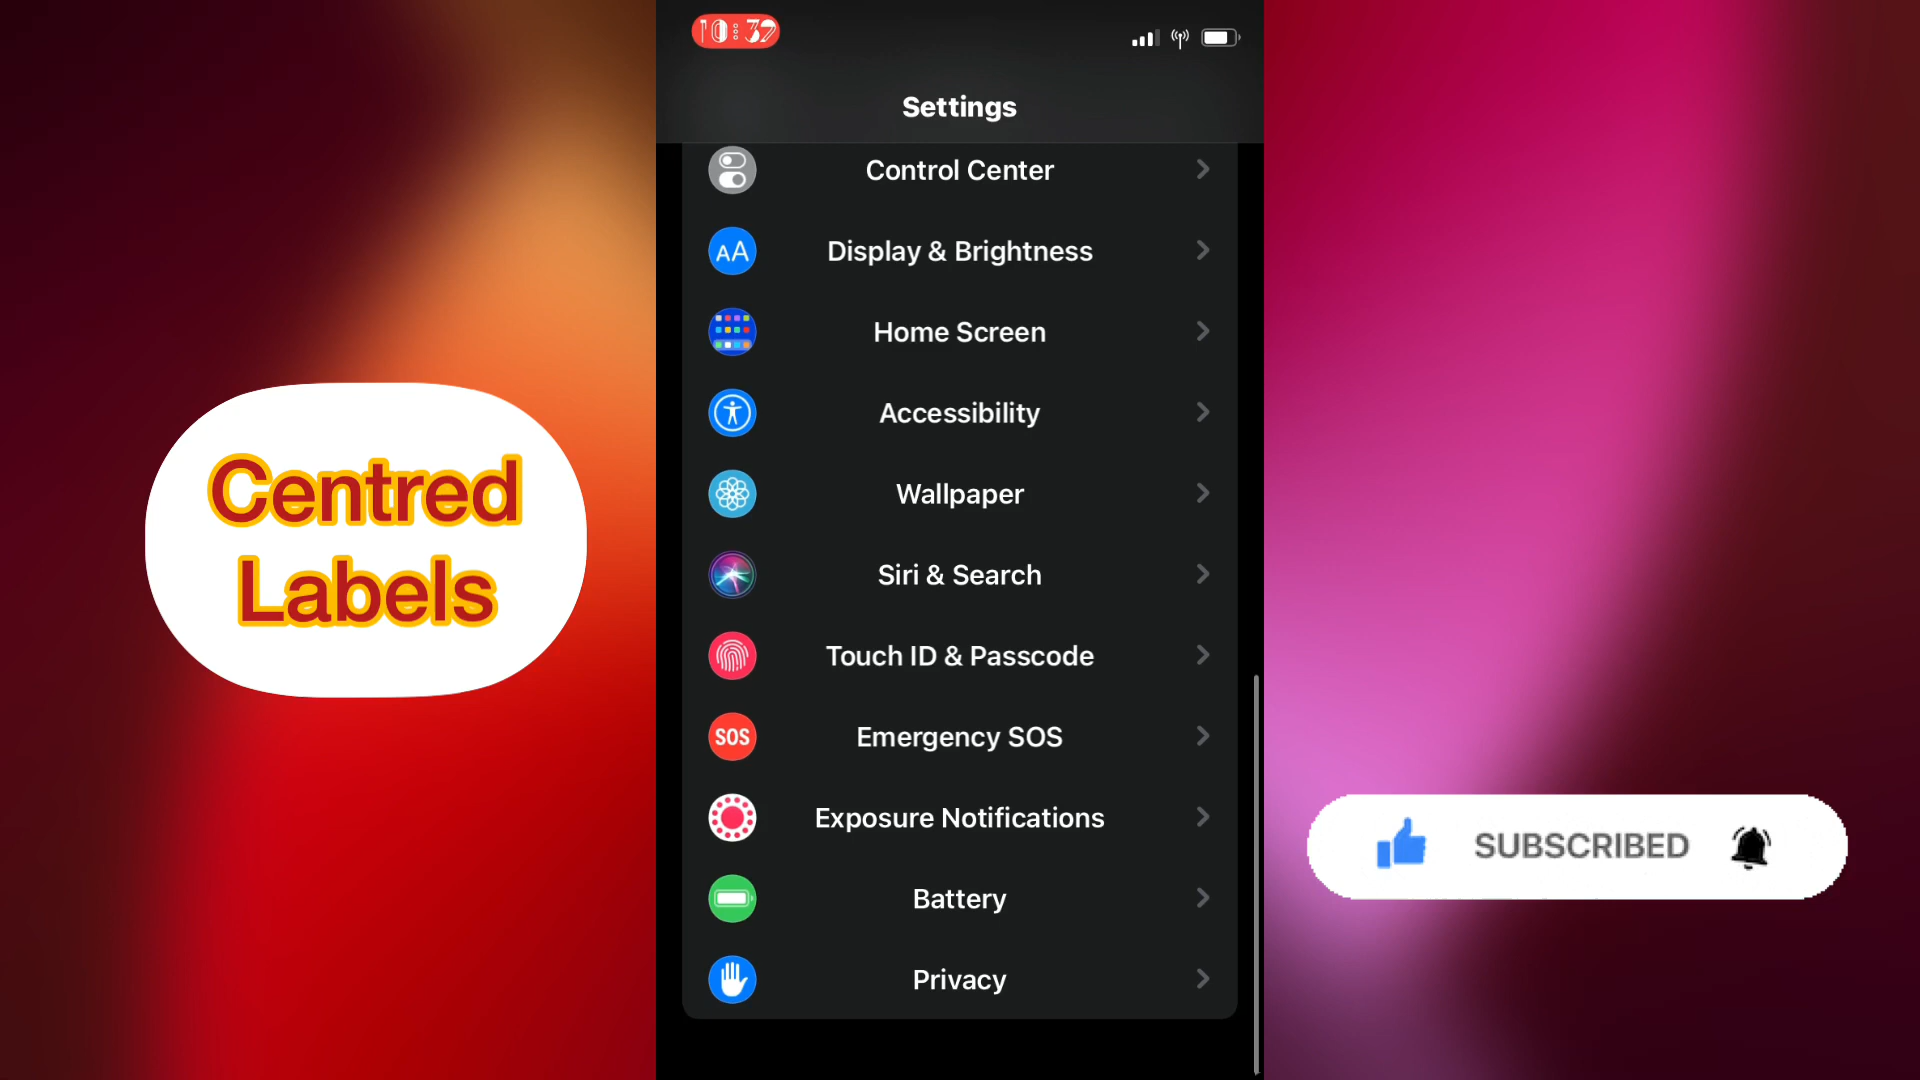 10:37
Settings
Control Center
AA
Display & Brightness
Home Screen
Accessibility
Wallpaper
Siri & Search
Touch ID & Passcode
SOS
Emergency SOS
Exposure Notifications
Battery
Privacy
Centred
Labels
SUBSCRIBED